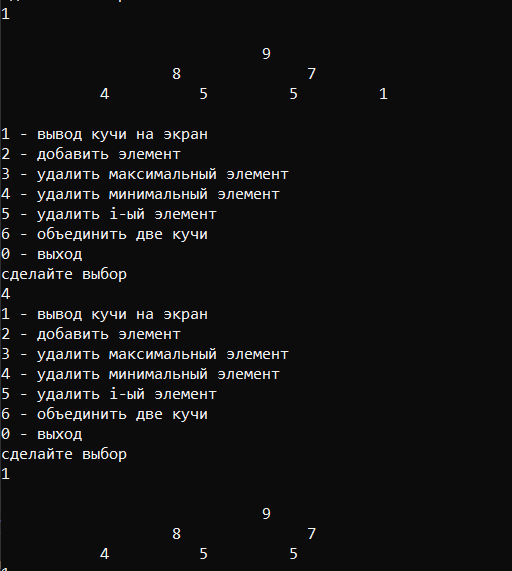 1
9
8 7
4 5 5 1
1 - вывод кучи на экран
2 - добавить элемент
3 - удалить максимальный элемент
4 - удалить минимальный элемент
5 - удалить i-ый элемент
6 - объединить две кучи
0 - выход
сделайте выбор
4
1 - вывод кучи на экран
2 - добавить элемент
3 - удалить максимальный элемент
4 - удалить минимальный элемент
5 - удалить i-ый элемент
6 - объединить две кучи
0 - выход
сделайте выбор
1
9
8 7
4 5 5